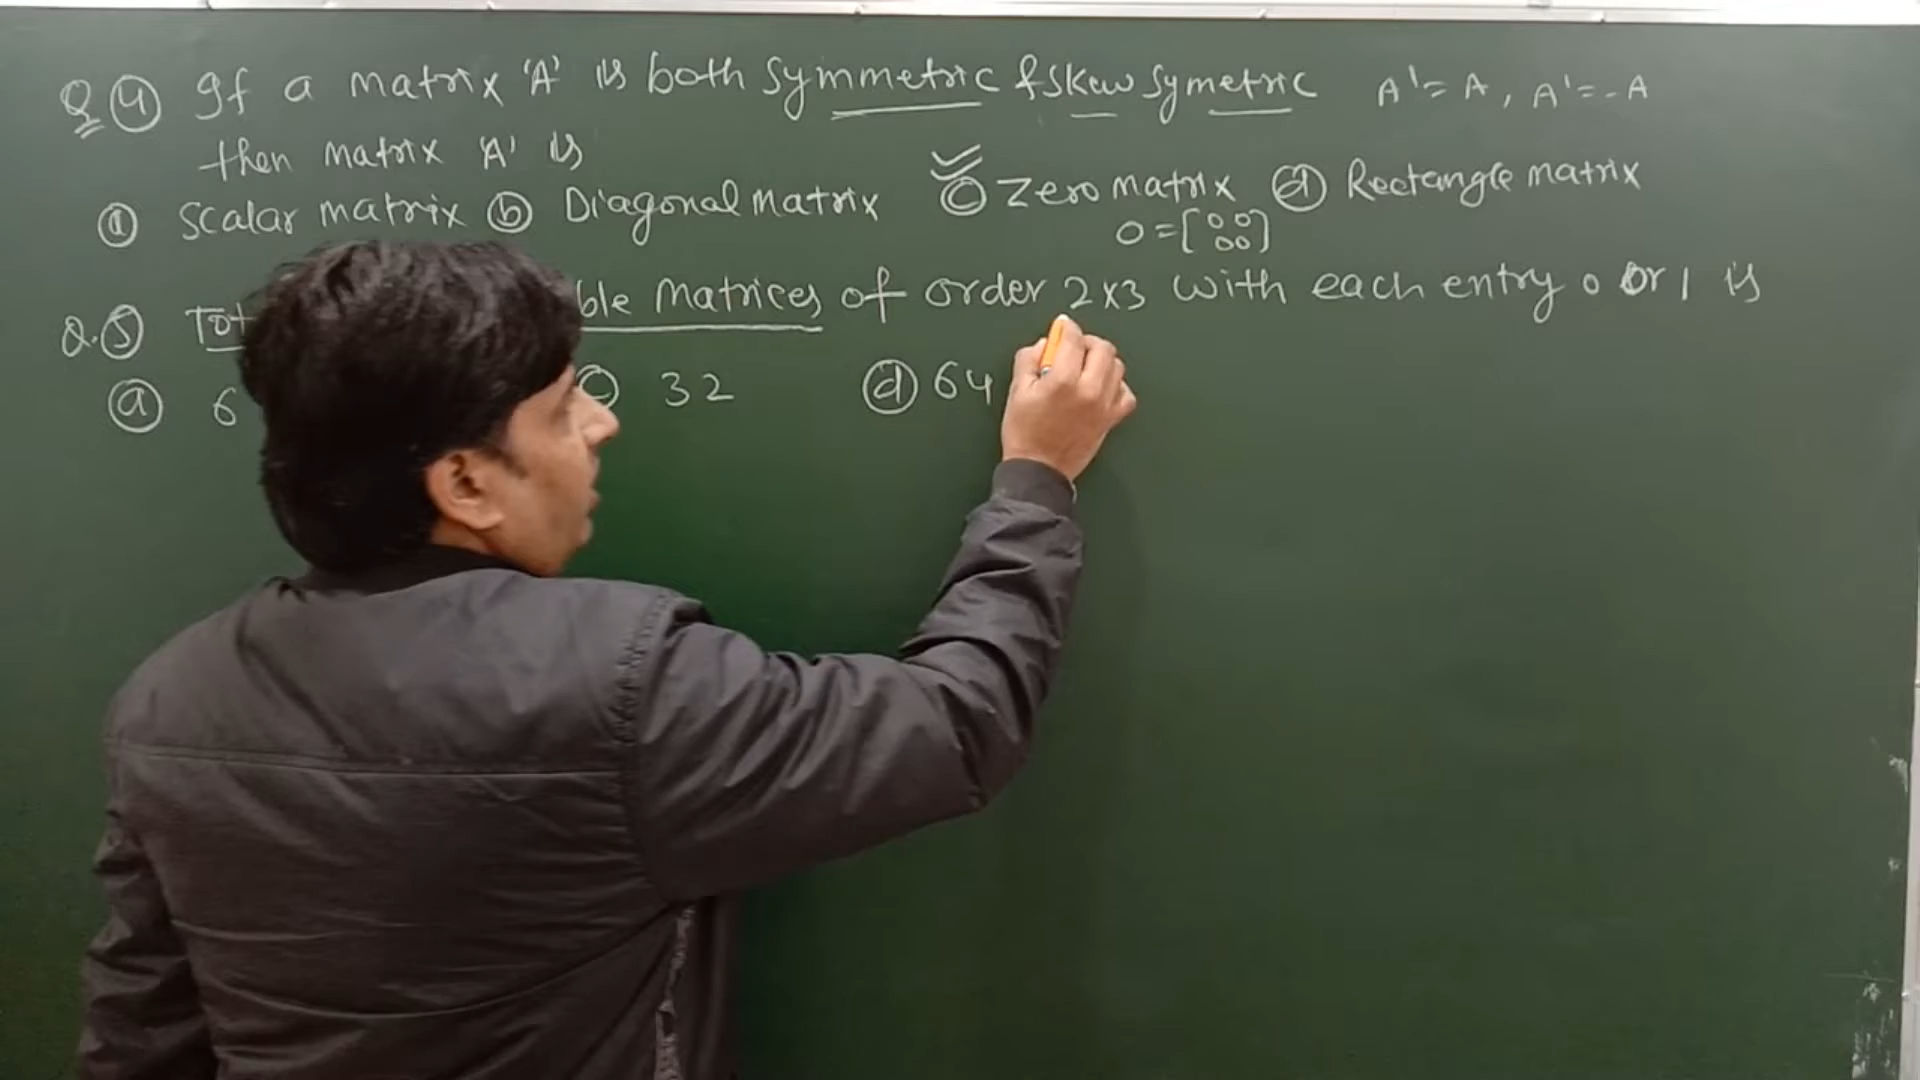 Q ④ If a matrix 'A' is both symmetric & skew symetric A' = A, A' = -A
then matrix 'A' is
ⓐ Scalar matrix ⓑ Diagonal matrix ⓒ Zero matrix ⓓ Rectangle matrix
0 = [0 0
0 0]
Q.⑤ Tot ble Matrices of order 2×3 with each entry 0 or 1 is
ⓐ 6 ⓒ 32 ⓓ 64